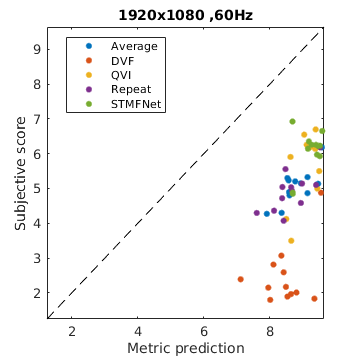 1920x1080 ,60Hz
Average
DVF
QVI
Repeat
STMFNet
9
8
7
6
5
4
3
2
Subjective score
2 4 6 8
Metric prediction